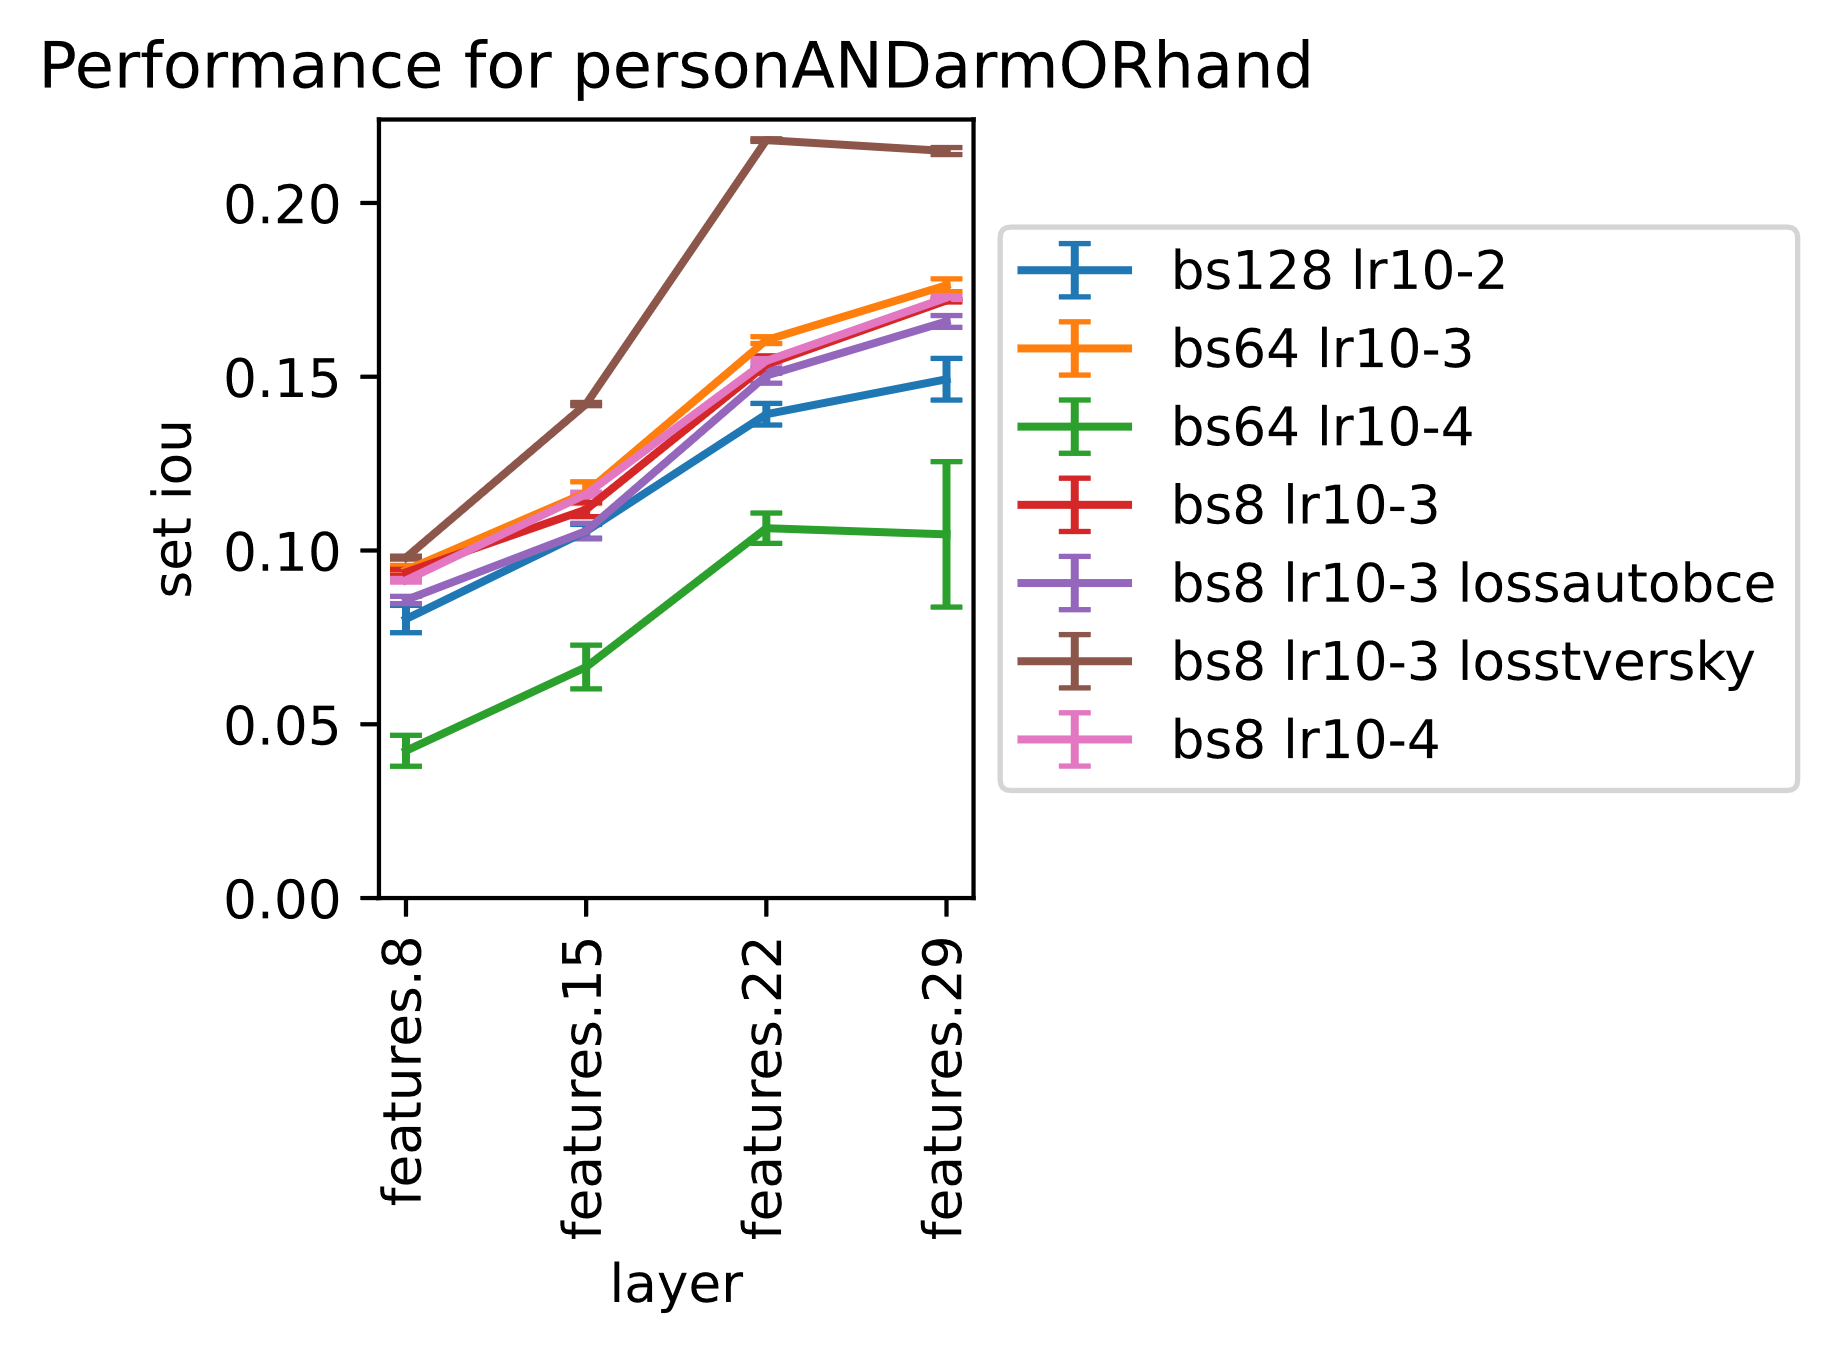 Performance for personANDarmORhand
0.20
0.15
0.10
0.05
0.00
set iou
features.8
features.15
features.22
features.29
layer
bs128 lr10-2
bs64 lr10-3
bs64 lr10-4
bs8 lr10-3
bs8 lr10-3 lossautobce
bs8 lr10-3 losstversky
bs8 lr10-4